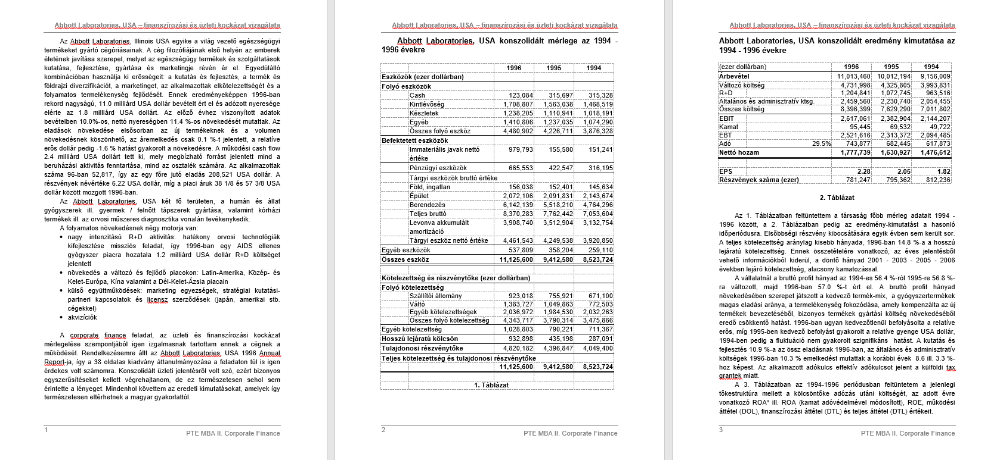 Abbott Laboratories, USA – finanszírozási és üzleti kockázat vizsgálata
Az Abbott Laboratories, Illinois USA egyike a világ vezető egészségügyi
termékeket gyártó cégóriásainak. A cég filozófiájának első helyén az emberek
életének javítása szerepel, melyet az egészségügy termékek és szolgáltatások
kutatása, fejlesztése, gyártása és marketingje révén ér el. Egyedülálló
kombinációban használja ki erősségeit: a kutatás és fejlesztés, a termék és
földrajzi diverzifikációt, a marketinget, az alkalmazottak elkötelezettségét és a
folyamatos termelékenység fejlődését. Ennek eredményeképpen 1996-ban
rekord nagyságú, 11.0 milliárd USA dollár bevételt ért el és adózott nyeresége
elérte az 1.8 milliárd USA dollárt. Az előző évhez viszonyított adatok
bevételben 10.0%-os, nettó nyereségben 11.4 %-os növekedését mutattak. Az
eladások növekedése elsősorban az új termékeknek és a volumen
növekedésnek köszönhető, az áremelkedés csak 0.1 %-t jelentett, a relatíve
erős dollár pedig -1.6 % hatást gyakorolt a növekedésre. A működési cash flow
2.4 milliárd USA dollárt tett ki, mely megbízható forrást jelentett mind a
beruházási aktivitás fenntartása, mind az osztalék számára. Az alkalmazottak
száma 96-ban 52,817, így az egy főre jutó eladás 208,521 USA dollár. A
részvények névértéke 6.22 USA dollár, míg a piaci áruk 38 1/8 és 57 3/8 USA
dollár között mozgott 1996-ban.
Az Abbott Laboratories, USA két fő területen, a humán és állat
gyógyszerek ill. gyermek / felnőtt tápszerek gyártása, valamint kórházi
termékek ill. az orvosi műszeres diagnosztika vonalán tevékenykedik.
A folyamatos növekedésnek négy motorja van:
• nagy intenzitású R+D aktivitás: hatékony orvosi technológiák
kifejlesztése missziós feladat, így 1996-ban egy AIDS ellenes
gyógyszer piacra hozatala 1.2 milliárd USA dollár R+D költséget
jelentett
• növekedés a változó és fejlődő piacokon: Latin-Amerika, Közép- és
Kelet-Európa, Kína valamint a Dél-Kelet-Ázsia piacain
• külső együttműködések: marketing egyezségek, stratégiai kutatási-
partneri kapcsolatok és licensz szerződések (japán, amerikai stb.
cégekkel)
• akvizíciók
A corporate finance feladat, az üzleti és finanszírozási kockázat
mérlegelése szempontjából igen izgalmasnak tartottam ennek a cégnek a
működését. Rendelkezésemre állt az Abbott Laboratories, USA 1996 Annual
Report-ja, így a 38 oldalas kiadvány áttanulmányozása a feladaton túl is igen
érdekes volt számomra. Konszolidált üzleti jelentésről volt szó, ezért bizonyos
egyszerűsítéseket kellett végrehajtanom, de ez természetesen sehol sem
érintette a lényeget. Mindenhol követtem az eredeti kimutatásokat, amelyek így
természetesen eltérhetnek a magyar gyakorlattól.
1
PTE MBA II. Corporate Finance
Abbott Laboratories, USA – finanszírozási és üzleti kockázat vizsgálata
Abbott Laboratories, USA konszolidált mérlege az 1994 -
1996 évekre
1996 1995 1994
Eszközök (ezer dollárban)
Folyó eszközök
Cash 123,084 315,697 315,328
Kintlévőség 1,708,807 1,563,038 1,468,519
Készletek 1,238,205 1,110,941 1,018,191
Egyéb 1,410,806 1,237,035 1,074,290
Összes folyó eszköz 4,480,902 4,226,711 3,876,328
Befektetett eszközök
Immateriális javak nettó 979,793 155,580 151,241
értéke
Pénzügyi eszközök 665,553 422,547 316,195
Tárgyi eszközök bruttó értéke
Föld, ingatlan 156,038 152,401 145,634
Épület 2,072,106 2,091,831 2,143,674
Berendezés 6,142,139 5,518,210 4,764,296
Teljes bruttó 8,370,283 7,762,442 7,053,604
Levonva akkumulált 3,908,740 3,512,904 3,132,754
amortizáció
Tárgyi eszköz nettó értéke 4,461,543 4,249,538 3,920,850
Egyéb eszközök 537,809 358,204 259,110
Összes eszköz 11,125,600 9,412,580 8,523,724
Kötelezettség és részvénytőke (ezer dollárban)
Folyó kötelezettség
Szállítói állomány 923,018 755,921 671,100
Váltó 1,383,727 1,049,863 772,503
Egyéb kötelezettségek 2,036,972 1,984,530 2,032,263
Összes folyó kötelezettség 4,343,717 3,790,314 3,475,866
Egyéb kötelezettség 1,028,803 790,221 711,367
Hosszú lejáratú kölcsön 932,898 435,198 287,091
Tulajdonosi részvénytőke 4,820,182 4,396,847 4,049,400
Teljes kötelezettség és tulajdonosi részvénytőke
11,125,600 9,412,580 8,523,724
1. Táblázat
2
PTE MBA II. Corporate Finance
Abbott Laboratories, USA – finanszírozási és üzleti kockázat vizsgálata
Abbott Laboratories, USA konszolidált eredmény kimutatása az
1994 - 1996 évekre
(ezer dollárban) 1996 1995 1994
Árbevétel 11,013,460 10,012,194 9,156,009
Változó költség 4,731,998 4,325,805 3,993,831
R+D 1,204,841 1,072,745 963,516
Általános és adminisztratív ktsg. 2,459,560 2,230,740 2,054,455
Összes költség 8,396,399 7,629,290 7,011,802
EBIT 2,617,061 2,382,904 2,144,207
Kamat 95,445 69,532 49,722
EBT 2,521,616 2,313,372 2,094,485
Adó 29.5% 743,877 682,445 617,873
Nettó hozam 1,777,739 1,630,927 1,476,612
EPS 2.28 2.05 1.82
Részvények száma (ezer) 781,247 795,362 812,236
2. Táblázat
Az 1. Táblázatban feltüntettem a társaság főbb mérleg adatait 1994 -
1996 között, a 2. Táblázatban pedig az eredmény-kimutatást a hasonló
időperiódusra. Elsőbbségi részvény kibocsátására egyik évben sem került sor.
A teljes kötelezettség aránylag kisebb hányada, 1996-ban 14.8 %-a a hosszú
lejáratú kötelezettség. Ennek összetételére vonatkozó, az éves jelentésből
vehető információkból kiderül, a döntő hányad 2001 - 2003 - 2005 - 2006
években lejáró kötelezettség, alacsony kamatozással.
A vállalatnál a bruttó profit hányad az 1994-es 56.4 %-ról 1995-re 56.8 %-
ra változott, majd 1996-ban 57.0 %-t ért el. A bruttó profit hányad
növekedésében szerepet játszott a kedvező termék-mix, a gyógyszertermékek
magas eladási aránya, a termelékenység fokozódása, amely kompenzálta az új
termékek bevezetéséből, bizonyos termékek gyártási költség növekedéséből
eredő csökkentő hatást. 1996-ban ugyan kedvezőtlenül befolyásolta a relatíve
erős, míg 1995-ben kedvező befolyást gyakorolt a relatíve gyenge USA dollár,
1994-ben pedig a fluktuáció nem gyakorolt szignifikáns hatást. A kutatás és
fejlesztés 10.9 %-a az össz eladásnak 1996-ban, az általános és adminisztratív
költségek 1996-ban 10.3 % emelkedést mutattak a korábbi évek 8.6 ill. 3.3 %-
hoz képest. Az alkalmazott adókulcs effektív adókulcsot jelent a külföldi tax
grantek miatt.
A 3. Táblázatban az 1994-1996 periódusban feltüntetem a jelenlegi
tőkestruktúra mellett a kölcsöntőke adózás utáni költségét, az adott évre
vonatkozó ROA* ill. ROA (kamat adóvédelmével módosított), ROE, működési
áttétel (DOL), finanszírozási áttétel (DTL) és teljes áttétel (DTL) értékeit.
3
PTE MBA II. Corporate Finance